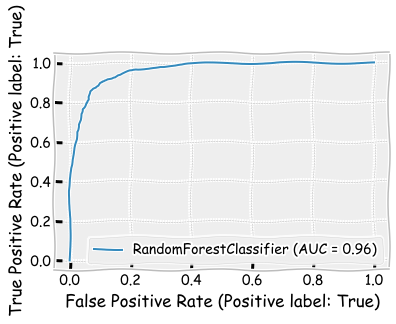 True Positive Rate (Positive label: True)
1.0
0.8
0.6
0.4
0.2
0.0
RandomForestClassifier (AUC = 0.96)
0.0 0.2 0.4 0.6 0.8 1.0
False Positive Rate (Positive label: True)